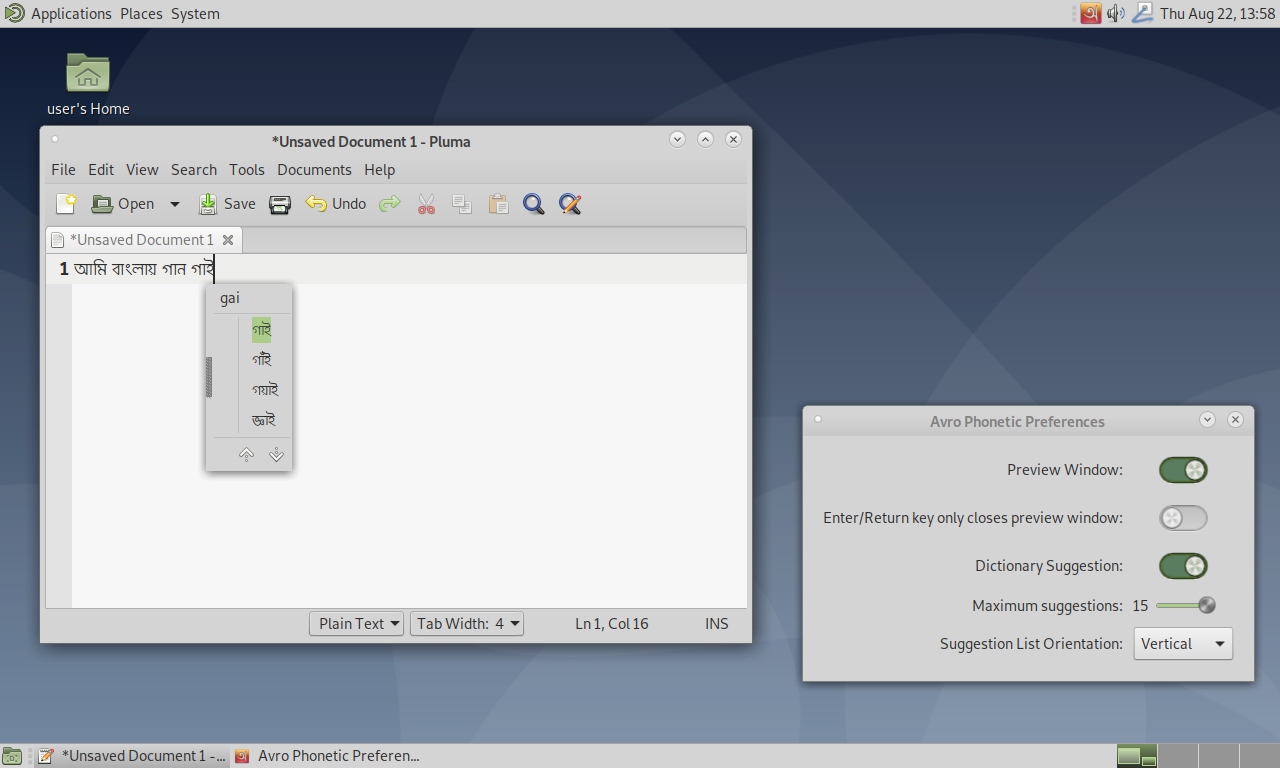 Applications Places System
অ
Thu Aug 22, 13:58
user's Home
*Unsaved Document 1 - Pluma
File Edit View Search Tools Documents Help
Open Save Undo
*Unsaved Document 1
1 আমি বাংলায় গান গাই
gai
গাই
গাঁই
গয়াই
জ্ঞাই
Plain Text Tab Width: 4 Ln 1, Col 16 INS
Avro Phonetic Preferences
Preview Window:
Enter/Return key only closes preview window:
Dictionary Suggestion:
Maximum suggestions: 15
Suggestion List Orientation: Vertical
*Unsaved Document 1 -... অ Avro Phonetic Preferen...